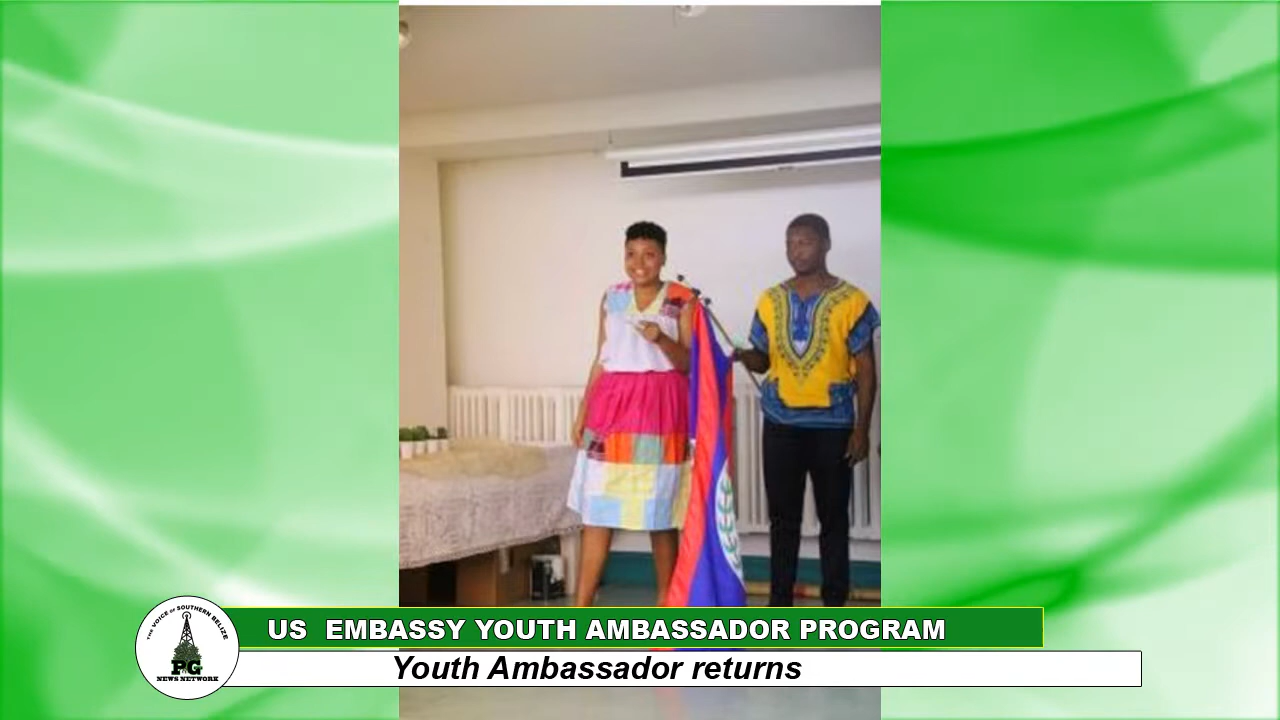 US EMBASSY YOUTH AMBASSADOR PROGRAM
Youth Ambassador returns
THE VOICE OF SOUTHERN BELIZE
PG
NEWS NETWORK